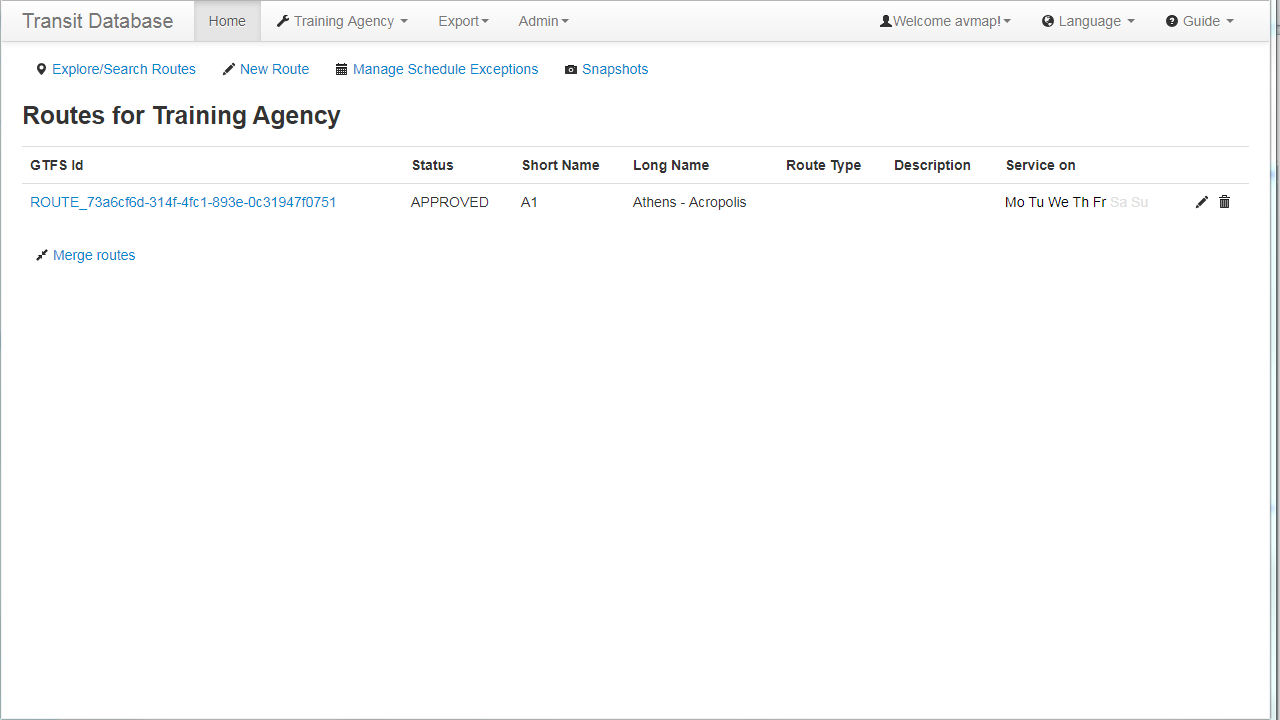 Transit Database Home Training Agency Export Admin Welcome avmap! Language Guide
Explore/Search Routes New Route Manage Schedule Exceptions Snapshots
Routes for Training Agency
GTFS Id Status Short Name Long Name Route Type Description Service on
ROUTE_73a6cf6d-314f-4fc1-893e-0c31947f0751 APPROVED A1 Athens - Acropolis Mo Tu We Th Fr Sa Su
Merge routes